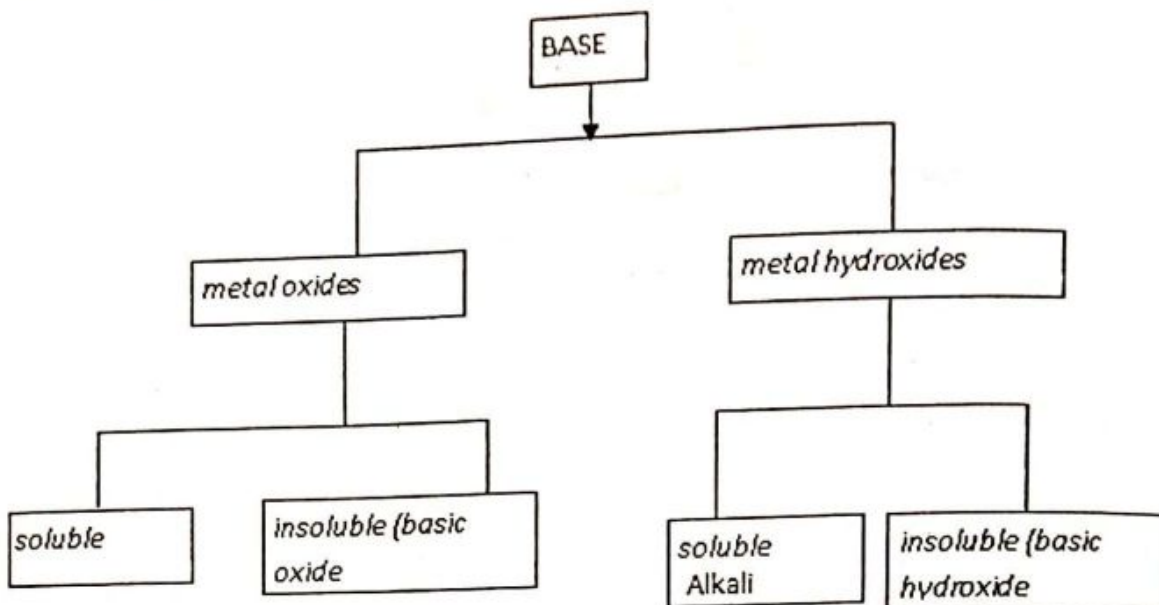 BASE
metal oxides
metal hydroxides
soluble
insoluble (basic
oxide
soluble
Alkali
insoluble (basic
hydroxide